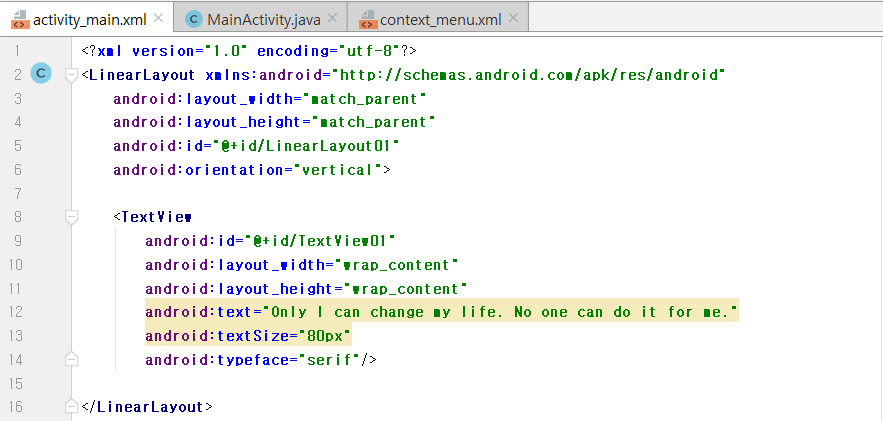 activity_main.xml MainActivity.java context_menu.xml
1 <?xml version="1.0" encoding="utf-8"?>
2 C <LinearLayout xmlns:android="http://schemas.android.com/apk/res/android"
3 android:layout_width="match_parent"
4 android:layout_height="match_parent"
5 android:id="@+id/LinearLayout01"
6 android:orientation="vertical">
7
8 <TextView
9 android:id="@+id/TextView01"
10 android:layout_width="wrap_content"
11 android:layout_height="wrap_content"
12 android:text="Only I can change my life. No one can do it for me."
13 android:textSize="80px"
14 android:typeface="serif"/>
15
16 </LinearLayout>